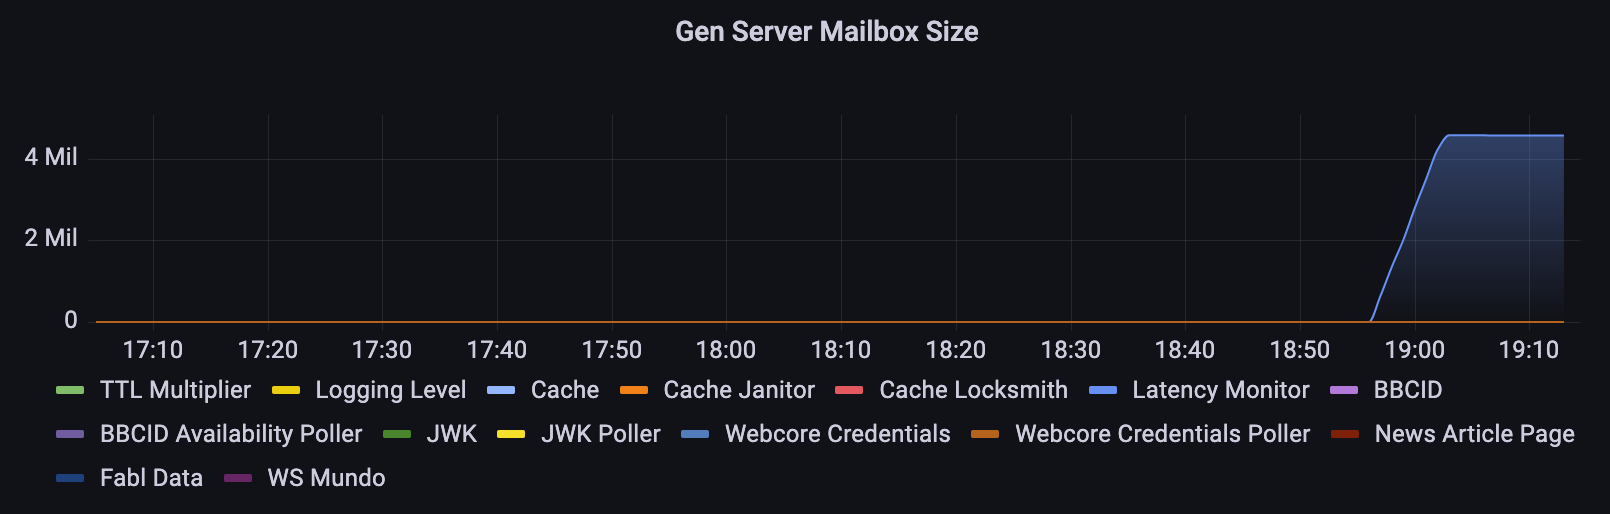 Gen Server Mailbox Size
4 Mil
2 Mil
0
17:10 17:20 17:30 17:40 17:50 18:00 18:10 18:20 18:30 18:40 18:50 19:00 19:10
TTL Multiplier Logging Level Cache Cache Janitor Cache Locksmith Latency Monitor BBCID
BBCID Availability Poller JWK JWK Poller Webcore Credentials Webcore Credentials Poller News Article Page
Fabl Data WS Mundo